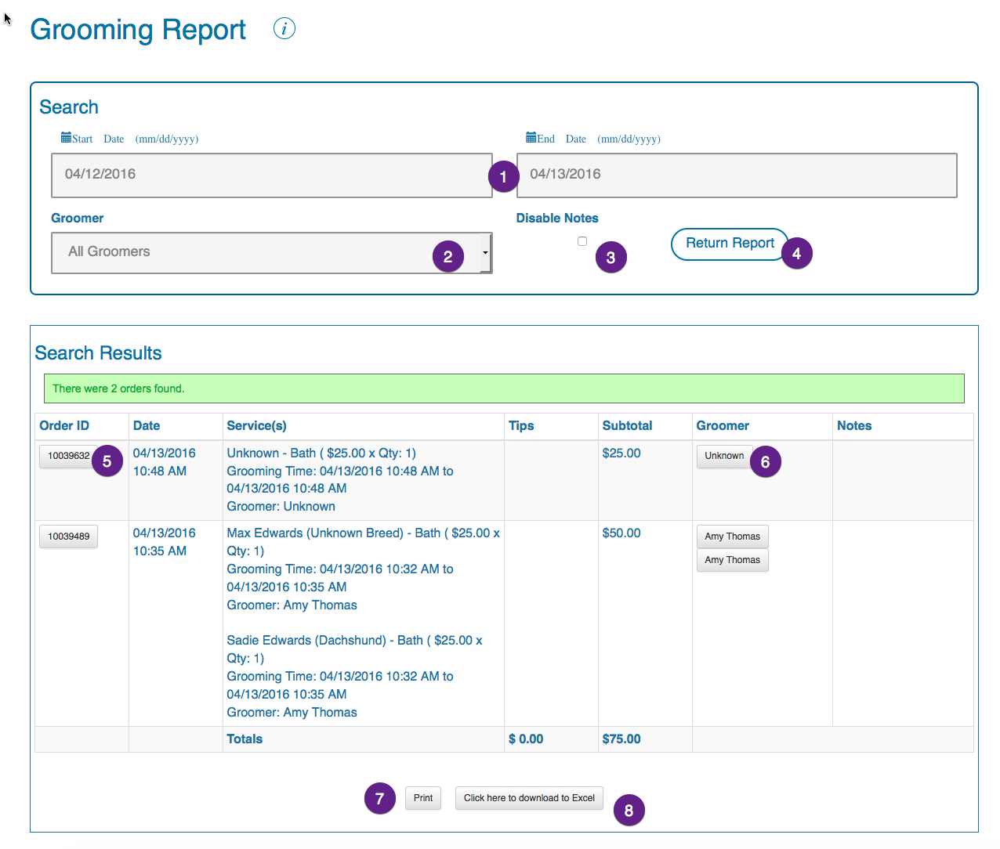 Grooming Report i
Search
Start Date (mm/dd/yyyy)
End Date (mm/dd/yyyy)
04/12/2016
1
04/13/2016
Groomer
Disable Notes
All Groomers
2
3
Return Report
4
Search Results
There were 2 orders found.
Order ID Date Service(s) Tips Subtotal Groomer Notes
10039632
5
04/13/2016
10:48 AM
Unknown - Bath ( $25.00 x Qty: 1)
Grooming Time: 04/13/2016 10:48 AM to
04/13/2016 10:48 AM
Groomer: Unknown
$25.00
Unknown
6
10039489
04/13/2016
10:35 AM
Max Edwards (Unknown Breed) - Bath ( $25.00 x
Qty: 1)
Grooming Time: 04/13/2016 10:32 AM to
04/13/2016 10:35 AM
Groomer: Amy Thomas
Sadie Edwards (Dachshund) - Bath ( $25.00 x
Qty: 1)
Grooming Time: 04/13/2016 10:32 AM to
04/13/2016 10:35 AM
Groomer: Amy Thomas
$50.00
Amy Thomas
Amy Thomas
Totals $ 0.00 $75.00
7
Print
Click here to download to Excel
8